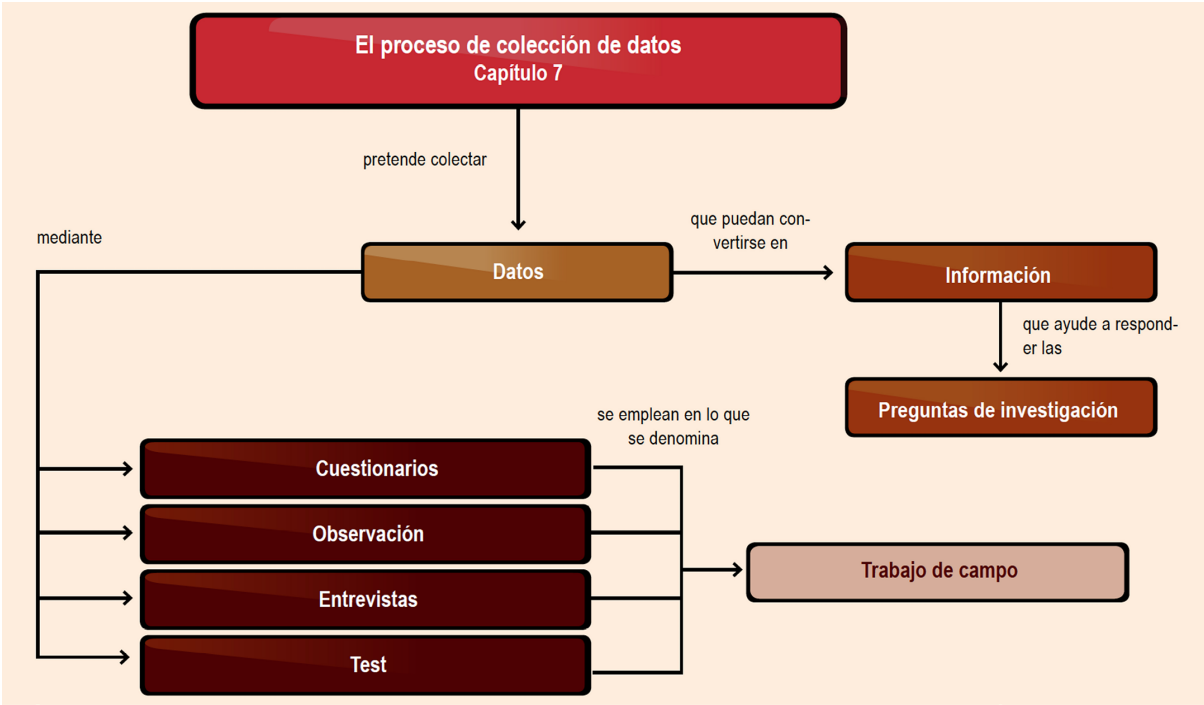 El proceso de colección de datos
Capítulo 7
pretende colectar
mediante
Datos
que puedan con-
vertirse en
Información
que ayude a respond-
er las
Preguntas de investigación
se emplean en lo que
se denomina
Cuestionarios
Observación
Entrevistas
Test
Trabajo de campo